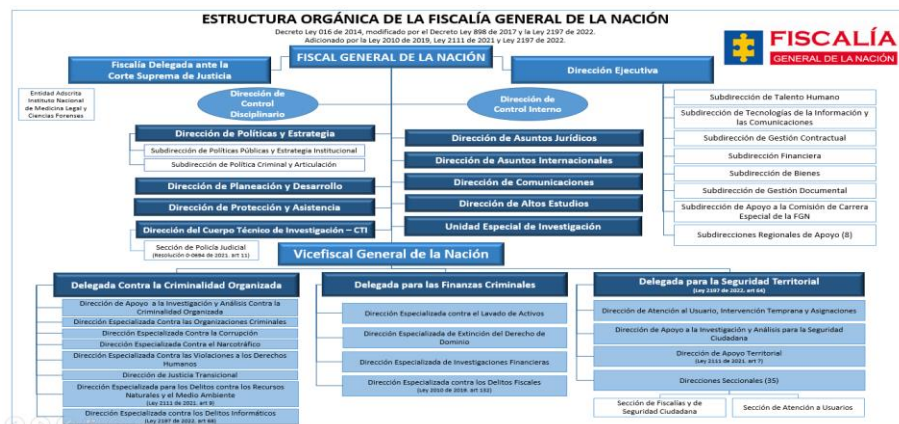 ESTRUCTURA ORGÁNICA DE LA FISCALÍA GENERAL DE LA NACIÓN
Decreto Ley 016 de 2014, modificado por el Decreto Ley 898 de 2017 y la Ley 2197 de 2022.
Adicionado por la Ley 2010 de 2019, Ley 2111 de 2021 y Ley 2197 de 2022.
FISCALÍA
GENERAL DE LA NACIÓN
FISCAL GENERAL DE LA NACIÓN
Fiscalía Delegada ante la
Corte Suprema de Justicia
Dirección Ejecutiva
Entidad Adscrita
Instituto Nacional
de Medicina Legal y
Ciencias Forenses
Dirección de
Control
Disciplinario
Dirección de
Control Interno
Subdirección de Talento Humano
Subdirección de Tecnologías de la Información y
las Comunicaciones
Subdirección de Gestión Contractual
Subdirección Financiera
Subdirección de Bienes
Subdirección de Gestión Documental
Subdirección de Apoyo a la Comisión de Carrera
Especial de la FGN
Subdirecciones Regionales de Apoyo (8)
Dirección de Políticas y Estrategia
Subdirección de Políticas Públicas y Estrategia Institucional
Subdirección de Política Criminal y Articulación
Dirección de Planeación y Desarrollo
Dirección de Protección y Asistencia
Dirección del Cuerpo Técnico de Investigación – CTI
Sección de Policía Judicial
(Resolución 0-0694 de 2021. art 11)
Dirección de Asuntos Jurídicos
Dirección de Asuntos Internacionales
Dirección de Comunicaciones
Dirección de Altos Estudios
Unidad Especial de Investigación
Vicefiscal General de la Nación
Delegada Contra la Criminalidad Organizada
Dirección de Apoyo a la Investigación y Análisis Contra la
Criminalidad Organizada
Dirección Especializada Contra las Organizaciones Criminales
Dirección Especializada Contra la Corrupción
Dirección Especializada Contra el Narcotráfico
Dirección Especializada Contra las Violaciones a los Derechos
Humanos
Dirección de Justicia Transicional
Dirección Especializada para los Delitos contra los Recursos
Naturales y el Medio Ambiente
(Ley 2111 de 2021. art 9)
Dirección Especializada contra los Delitos Informáticos
(Ley 2197 de 2022. art 68)
Delegada para las Finanzas Criminales
Dirección Especializada contra el Lavado de Activos
Dirección Especializada de Extinción del Derecho de
Dominio
Dirección Especializada de Investigaciones Financieras
Dirección Especializada contra los Delitos Fiscales
(Ley 2010 de 2019. art 132)
Delegada para la Seguridad Territorial
(Ley 2197 de 2022. art 64)
Dirección de Atención al Usuario, Intervención Temprana y Asignaciones
Dirección de Apoyo a la Investigación y Análisis para la Seguridad
Ciudadana
Dirección de Apoyo Territorial
(Ley 2111 de 2021. art 7)
Direcciones Seccionales (35)
Sección de Fiscalías y de
Seguridad Ciudadana
Sección de Atención a Usuarios